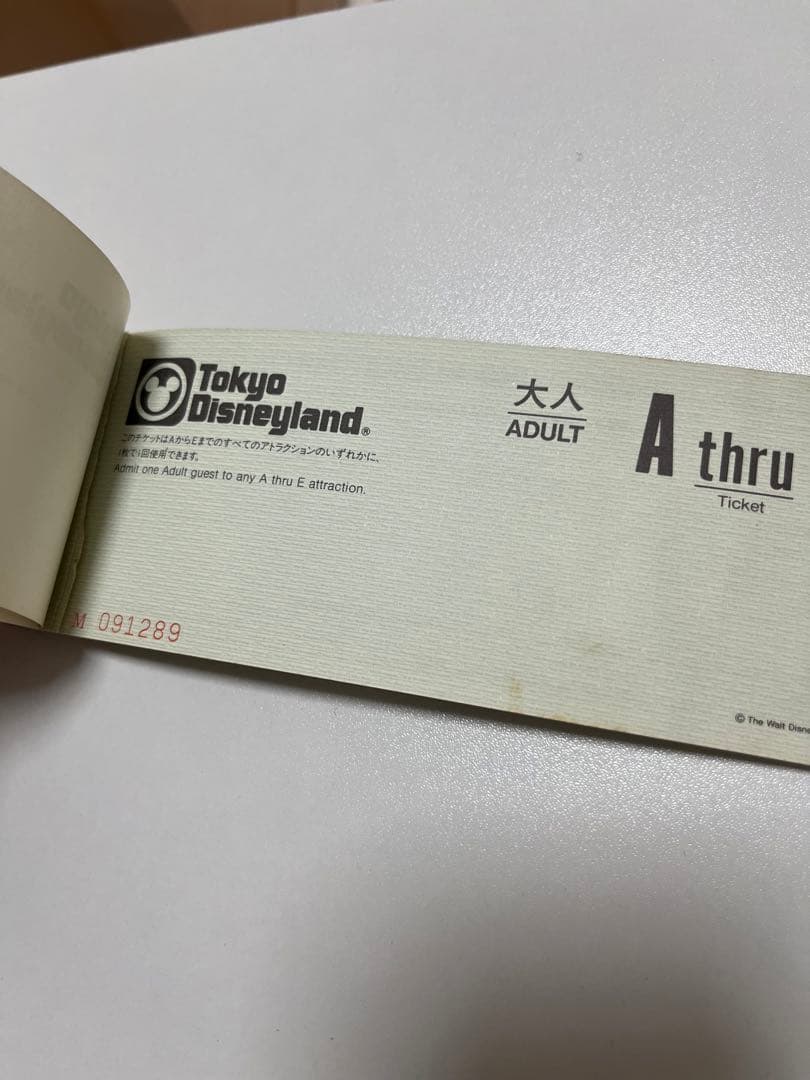 Tokyo
Disneyland®
このチケットはAからEまでのすべてのアトラクションのいずれかに、
1枚で1回使用できます。
Admit one Adult guest to any A thru E attraction.
大人
ADULT
A thru
Ticket
M 091289
© The Walt Disne